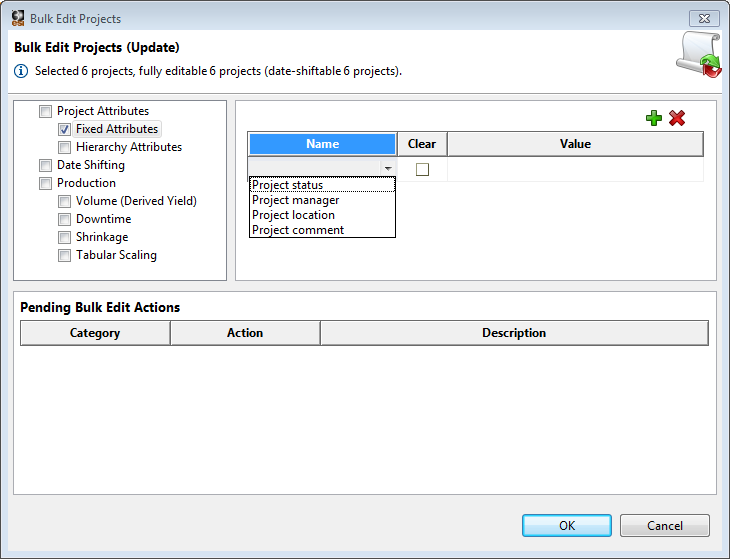 Bulk Edit Projects
Bulk Edit Projects (Update)
Selected 6 projects, fully editable 6 projects (date-shiftable 6 projects).
Project Attributes
Fixed Attributes
Hierarchy Attributes
Date Shifting
Production
Volume (Derived Yield)
Downtime
Shrinkage
Tabular Scaling
Name Clear Value
Project status
Project manager
Project location
Project comment
Pending Bulk Edit Actions
Category Action Description
OK Cancel